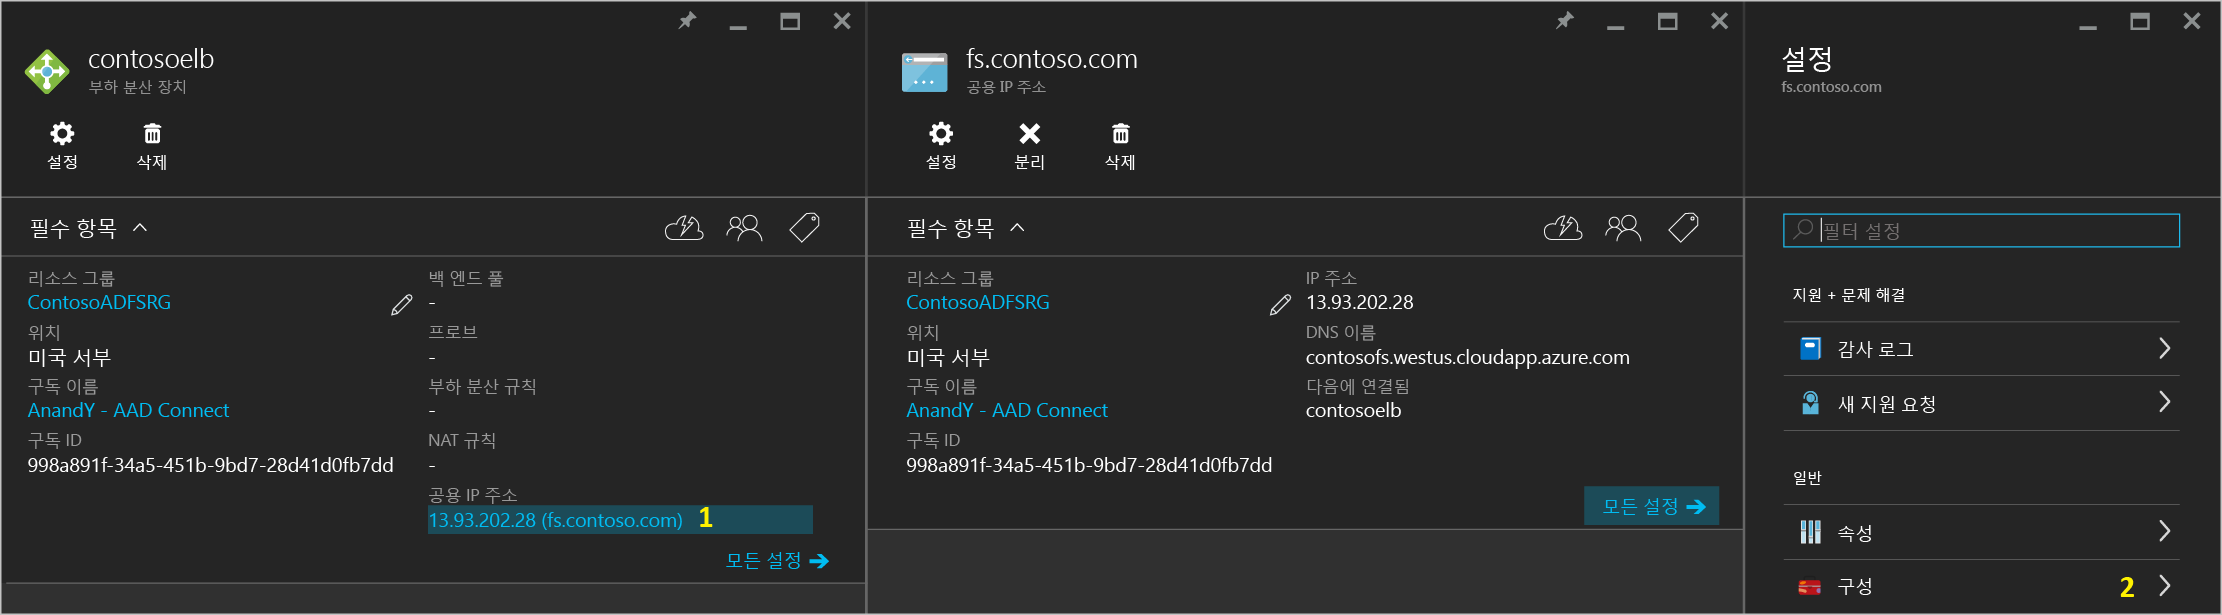 contosoelb
부하 분산 장치
설정
삭제
필수 항목
리소스 그룹
ContosoADFSRG
위치
미국 서부
구독 이름
AnandY - AAD Connect
구독 ID
998a891f-34a5-451b-9bd7-28d41d0fb7dd
백 엔드 풀
-
프로브
-
부하 분산 규칙
-
NAT 규칙
-
공용 IP 주소
13.93.202.28 (fs.contoso.com) 1
모든 설정
fs.contoso.com
공용 IP 주소
설정
분리
삭제
필수 항목
리소스 그룹
ContosoADFSRG
위치
미국 서부
구독 이름
AnandY - AAD Connect
구독 ID
998a891f-34a5-451b-9bd7-28d41d0fb7dd
IP 주소
13.93.202.28
DNS 이름
contosofs.westus.cloudapp.azure.com
다음에 연결됨
contosoelb
모든 설정
설정
fs.contoso.com
필터 설정
지원 + 문제 해결
감사 로그
새 지원 요청
일반
속성
구성 2